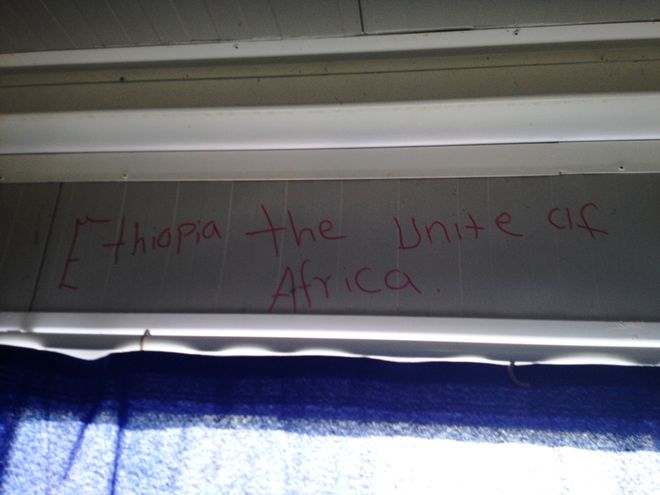 Ethiopia the unite of
Africa.